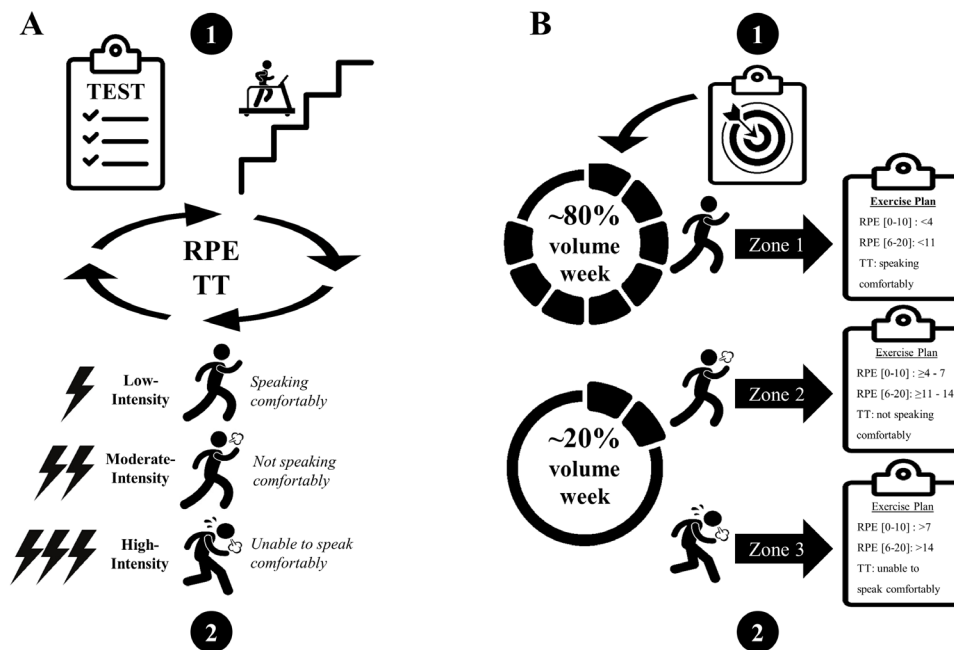 A
1
TEST
RPE
TT
Low-
Intensity
Speaking
comfortably
Moderate-
Intensity
Not speaking
comfortably
High-
Intensity
Unable to speak
comfortably
2
B
1
~80%
volume
week
Zone 1
Exercise Plan
RPE [0-10] : <4
RPE [6-20]: <11
TT: speaking
comfortably
~20%
volume
week
Zone 2
Exercise Plan
RPE [0-10] : ≥4 - 7
RPE [6-20]: ≥11 - 14
TT: not speaking
comfortably
Zone 3
Exercise Plan
RPE [0-10] : >7
RPE [6-20]: >14
TT: unable to
speak comfortably
2